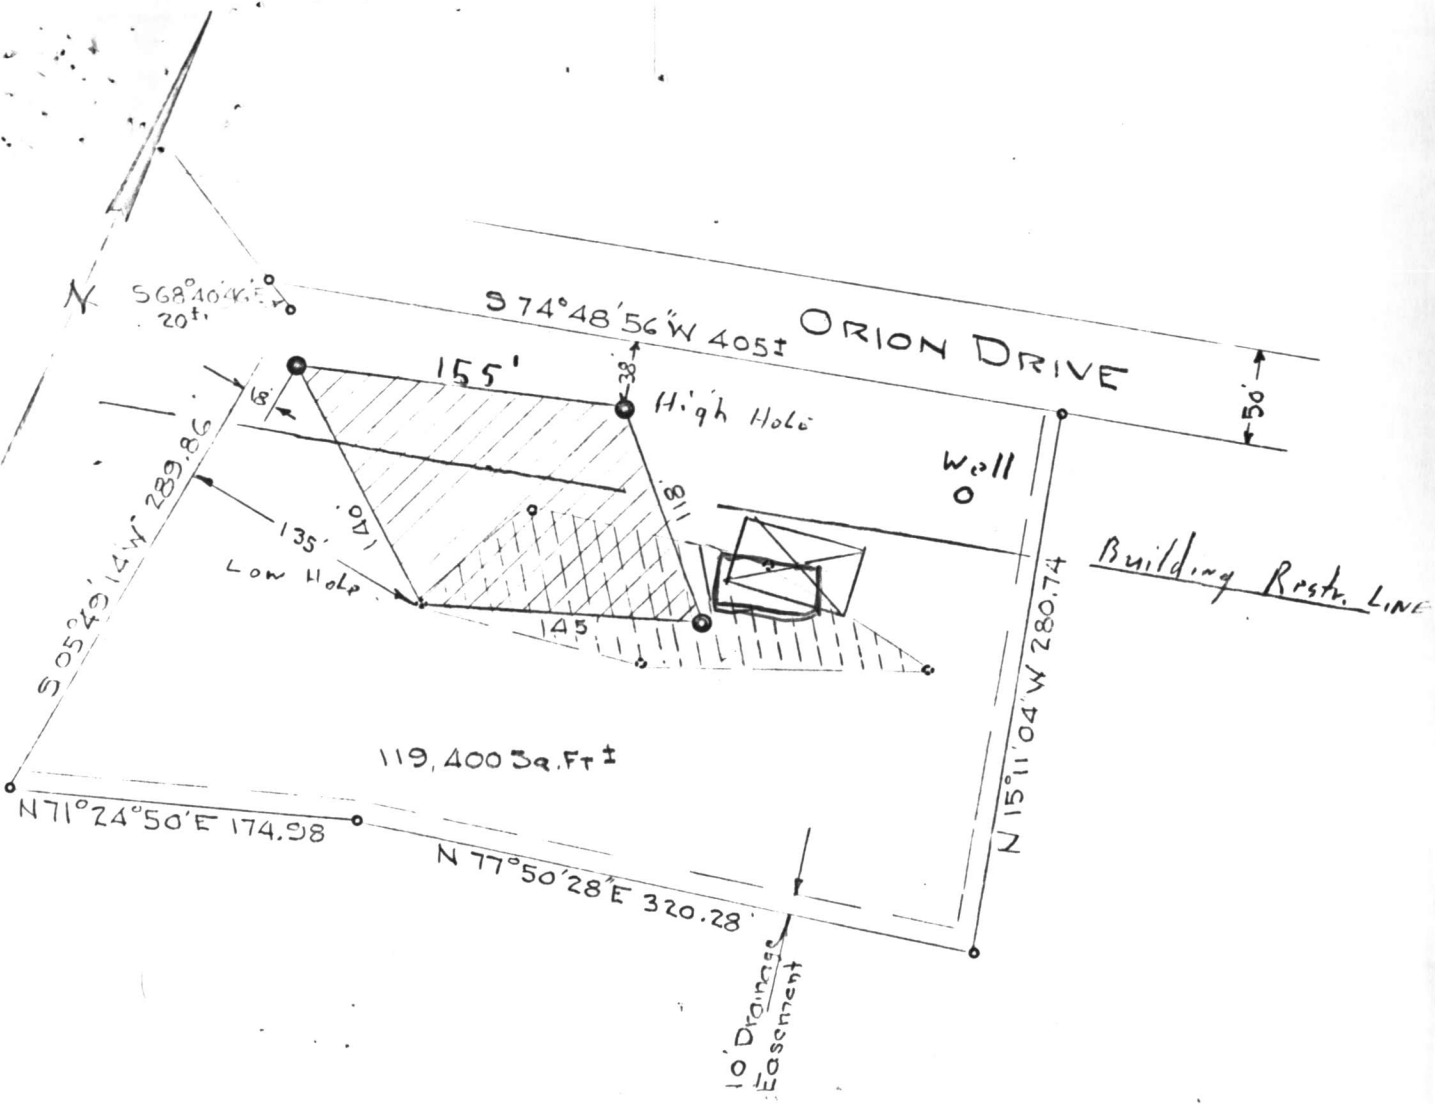 N
S 68°40'46"E
20±
S 74°48'56"W 405±
ORION DRIVE
50'
155'
38'
High Hole
18'
Well
S 05°49'14"W 289.86'
140'
118'
135'
Low Hole
Building Restr. LINE
145
N 15°11'04"W 280.74
119,400 Sq.Ft±
N 71°24'50'E 174.98
N 77°50'28"E 320.28'
10' Drainage
Easement